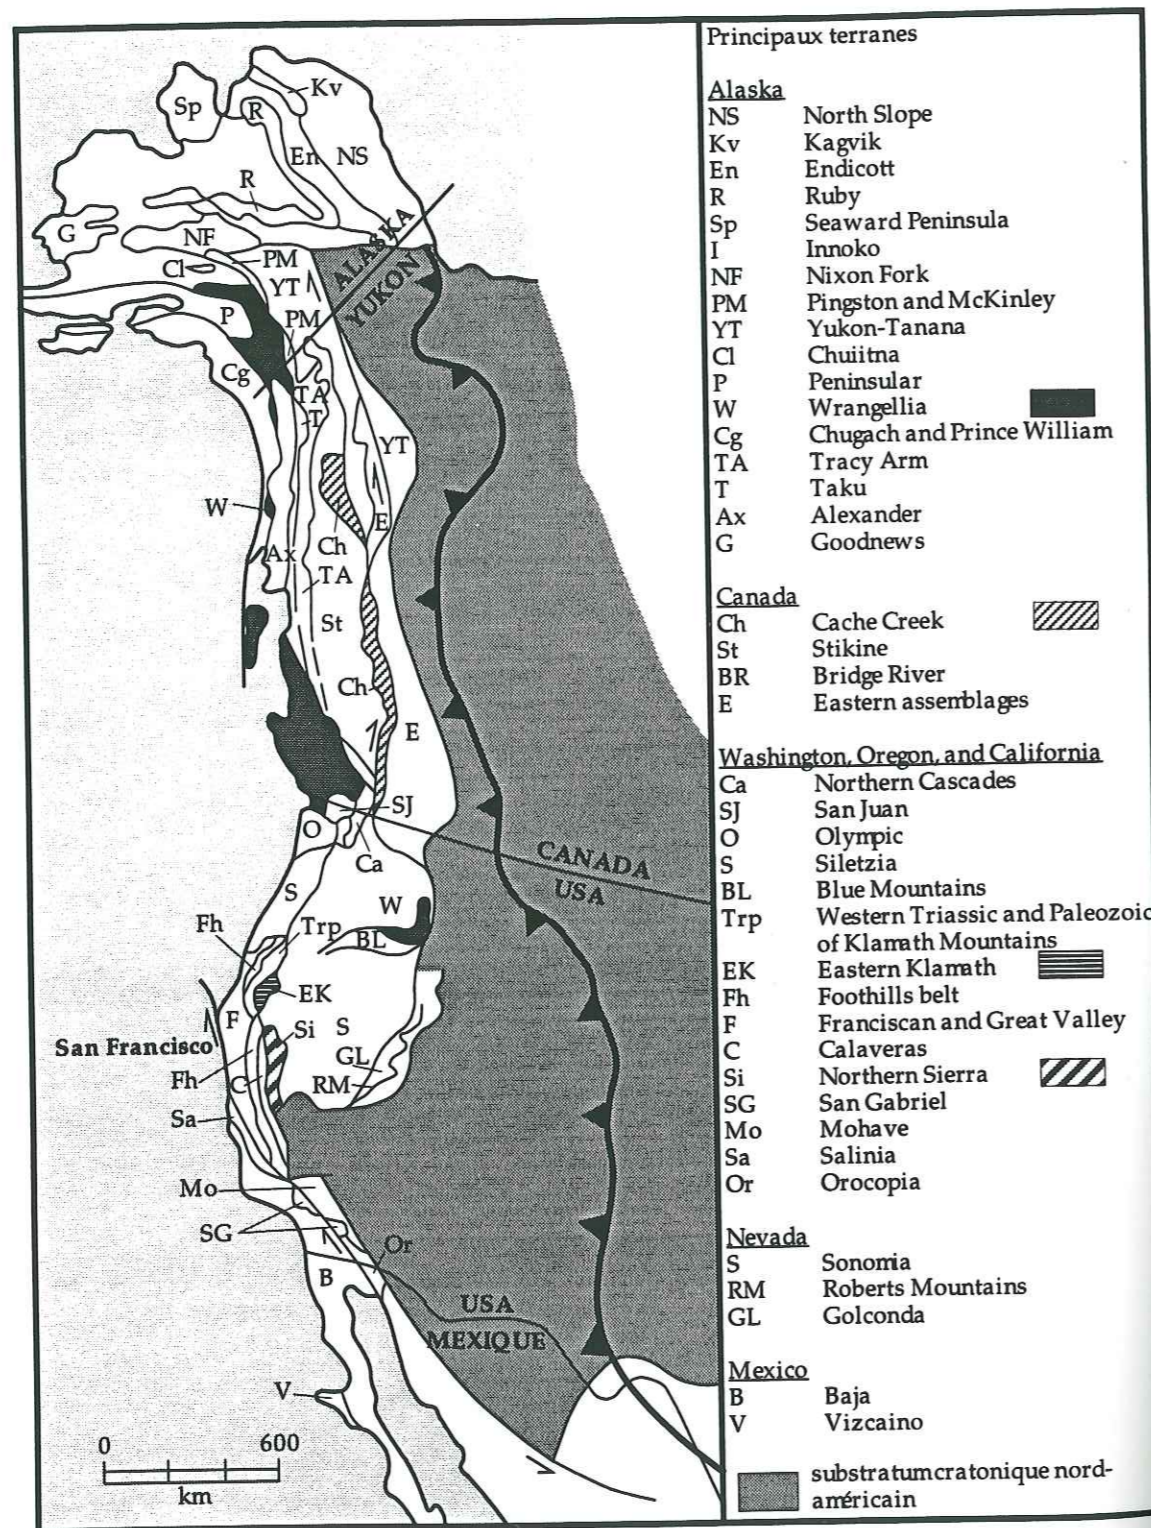 Principaux terranes
Alaska
NS North Slope
Kv Kagvik
En Endicott
R Ruby
Sp Seaward Peninsula
I Innoko
NF Nixon Fork
PM Pingston and McKinley
YT Yukon-Tanana
Cl Chuiitna
P Peninsular
W Wrangellia
Cg Chugach and Prince William
TA Tracy Arm
T Taku
Ax Alexander
G Goodnews
Canada
Ch Cache Creek
St Stikine
BR Bridge River
E Eastern assemblages
Washington, Oregon, and California
Ca Northern Cascades
SJ San Juan
O Olympic
S Siletzia
BL Blue Mountains
Trp Western Triassic and Paleozoic
of Klamath Mountains
EK Eastern Klamath
Fh Foothills belt
F Franciscan and Great Valley
C Calaveras
Si Northern Sierra
SG San Gabriel
Mo Mohave
Sa Salinia
Or Orocopia
Nevada
S Sonomia
RM Roberts Mountains
GL Golconda
Mexico
B Baja
V Vizcaino
substratum cratonique nord-
américain
Kv
Sp
R
En
NS
R
G
NF
PM
Cl
YT
ALASKA
YUKON
P
PM
Cg
TA
T
YT
W
E
Ax
Ch
TA
St
Ch
E
SJ
O
Ca
CANADA
USA
S
W
Fh
Trp
BL
EK
F
Si
S
San Francisco
GL
Fh
C
RM
Sa
Mo
SG
Or
B
USA
MEXIQUE
V
0 600
km